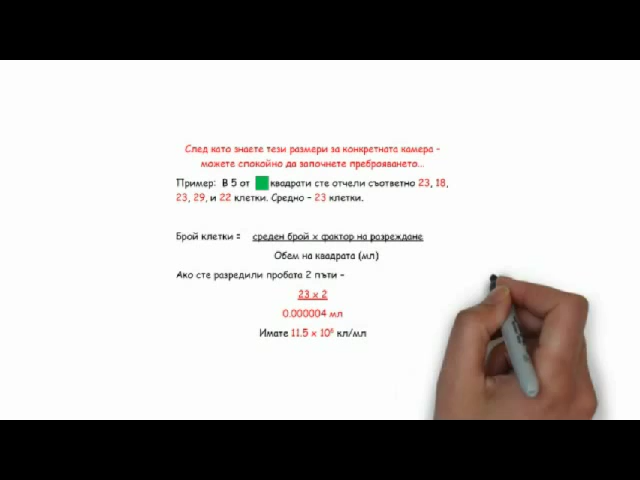 След като знаете тези размери за конкретната камера –
можете спокойно да започнете преброяването...
Пример: В 5 от квадрати сте отчели съответно 23, 18,
23, 29, и 22 клетки. Средно – 23 клетки.
Брой клетки = среден брой х фактор на разреждане
Обем на квадрата (мл)
Ако сте разредили пробата 2 пъти –
23 х 2
0.000004 мл
Имате 11.5 х 10⁶ кл/мл